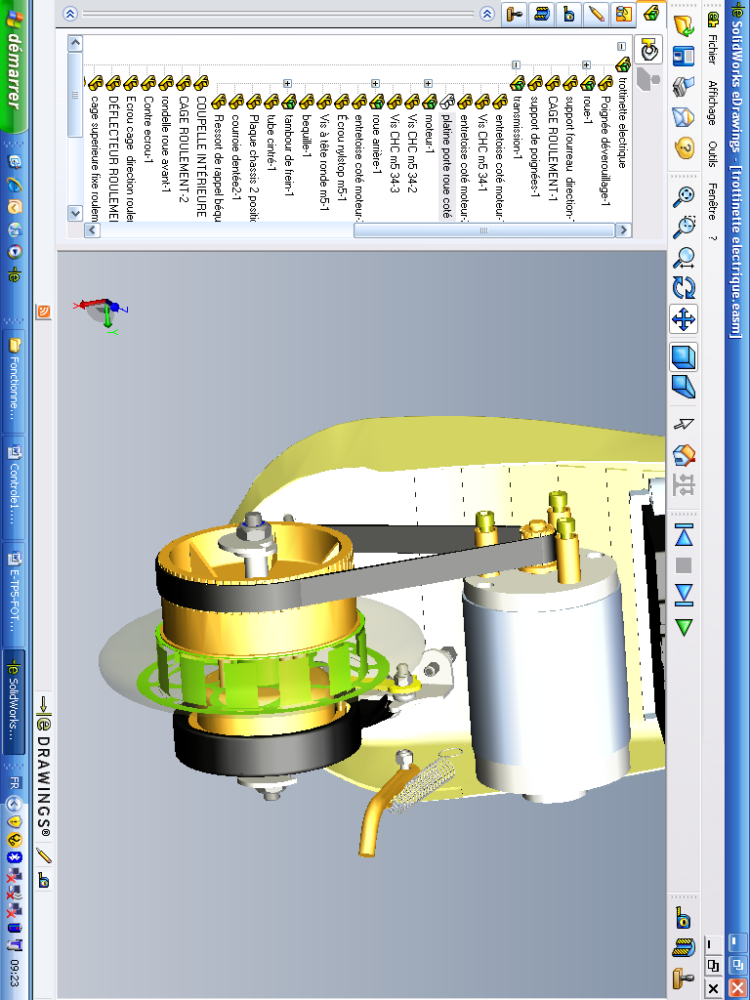 SolidWorks eDrawings - [trottinette electrique.easm]
Fichier Affichage Outils Fenêtre ?
trottinette electrique
Poignée déverouillage-1
roue-1
support fourreau direction-
CAGE ROULEMENT-1
support de poignées-1
transmission-1
entretoise coté moteur-
Vis CHC m5 34-1
entretoise coté moteur-
platine porte roue coté
moteur-1
Vis CHC m5 34-2
Vis CHC m5 34-3
roue arrière-1
entretoise coté moteur-
Écrou nylstop m5-1
Vis à tête ronde m5-1
bequille-1
tambour de frein-1
tube cintré-1
Plaque chassis 2 positic
courroie dentée2-1
Ressort de rappel béqu
COUPELLE INTÉRIEURE
CAGE ROULEMENT-2
rondelle roue avant-1
Contre ecrou-1
Ecrou cage direction rouler
DÉFLECTEUR ROULEMEI
cage superieure fixe roulem
X
Y
Z
eDRAWINGS®
démarrer
Fonctionne...
Controle1....
E-TP5-FOT...
SolidWorks...
FR
09:23